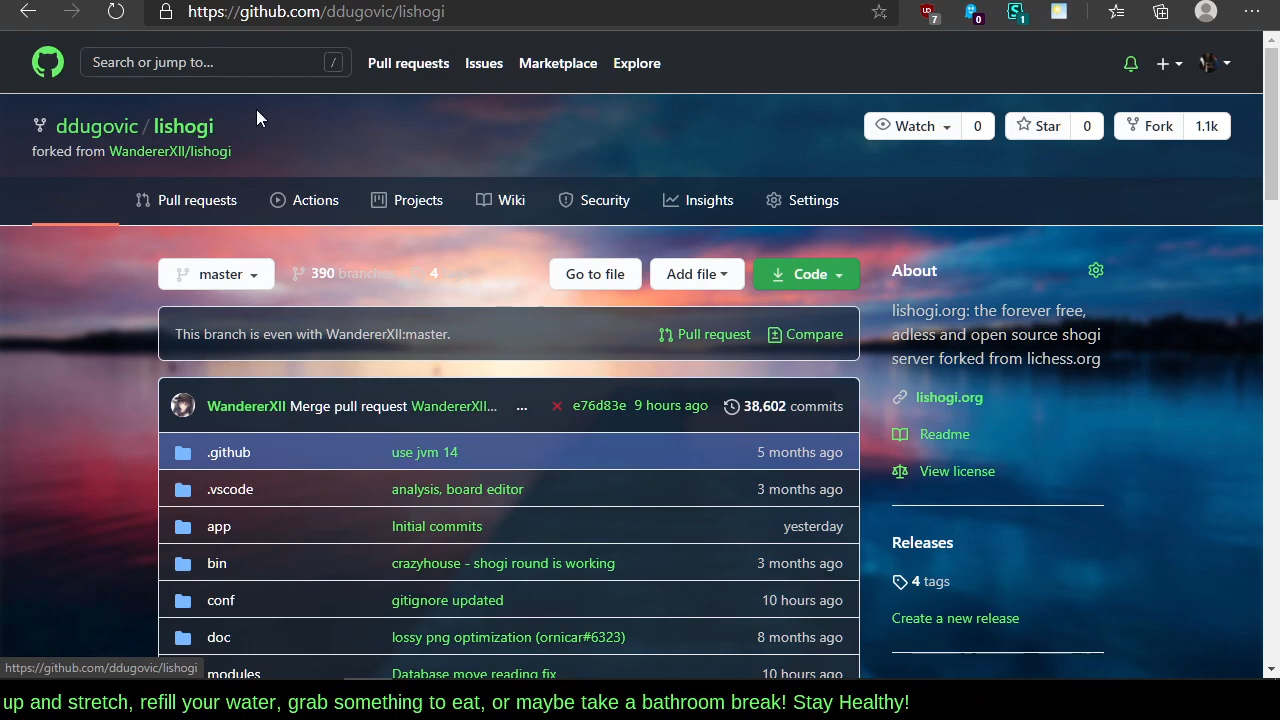 https://github.com/ddugovic/lishogi
7 0 1
Search or jump to... / Pull requests Issues Marketplace Explore
ddugovic / lishogi
Watch 0 Star 0 Fork 1.1k
forked from WandererXII/lishogi
Pull requests Actions Projects Wiki Security Insights Settings
master 390 branches 4 Go to file Add file Code
About
lishogi.org: the forever free,
adless and open source shogi
server forked from lichess.org
This branch is even with WandererXII:master. Pull request Compare
lishogi.org
WandererXII Merge pull request WandererXII... ... e76d83e 9 hours ago 38,602 commits
Readme
.github use jvm 14 5 months ago
View license
.vscode analysis, board editor 3 months ago
app Initial commits yesterday
Releases
bin crazyhouse - shogi round is working 3 months ago
4 tags
conf gitignore updated 10 hours ago
Create a new release
doc lossy png optimization (ornicar#6323) 8 months ago
modules Database move reading fix 10 hours ago
https://github.com/ddugovic/lishogi
up and stretch, refill your water, grab something to eat, or maybe take a bathroom break! Stay Healthy!